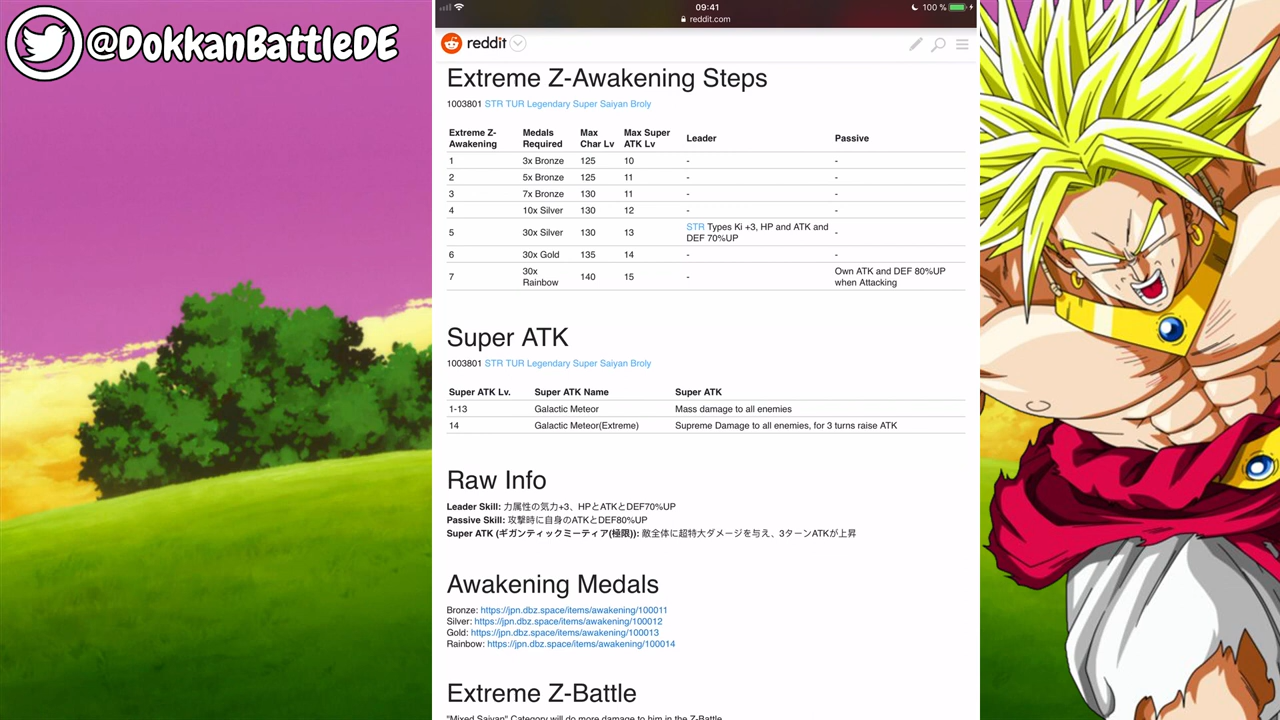 @DokkanBattleDE
09:41
100 %
reddit.com
reddit
Extreme Z-Awakening Steps
1003801 STR TUR Legendary Super Saiyan Broly
Extreme Z-Awakening Medals Required Max Char Lv Max Super ATK Lv Leader Passive
1 3x Bronze 125 10 - -
2 5x Bronze 125 11 - -
3 7x Bronze 130 11 - -
4 10x Silver 130 12 - -
5 30x Silver 130 13 STR Types Ki +3, HP and ATK and DEF 70%UP -
6 30x Gold 135 14 - -
7 30x Rainbow 140 15 - Own ATK and DEF 80%UP when Attacking
Super ATK
1003801 STR TUR Legendary Super Saiyan Broly
Super ATK Lv. Super ATK Name Super ATK
1-13 Galactic Meteor Mass damage to all enemies
14 Galactic Meteor(Extreme) Supreme Damage to all enemies, for 3 turns raise ATK
Raw Info
Leader Skill: 力属性の気力+3、HPとATKとDEF70%UP
Passive Skill: 攻撃時に自身のATKとDEF80%UP
Super ATK (ギガンティックミーティア(極限)): 敵全体に超特大ダメージを与え、3ターンATKが上昇
Awakening Medals
Bronze: https://jpn.dbz.space/items/awakening/100011
Silver: https://jpn.dbz.space/items/awakening/100012
Gold: https://jpn.dbz.space/items/awakening/100013
Rainbow: https://jpn.dbz.space/items/awakening/100014
Extreme Z-Battle
"Mixed Saiyan" Category will do more damage to him in the Z-Battle